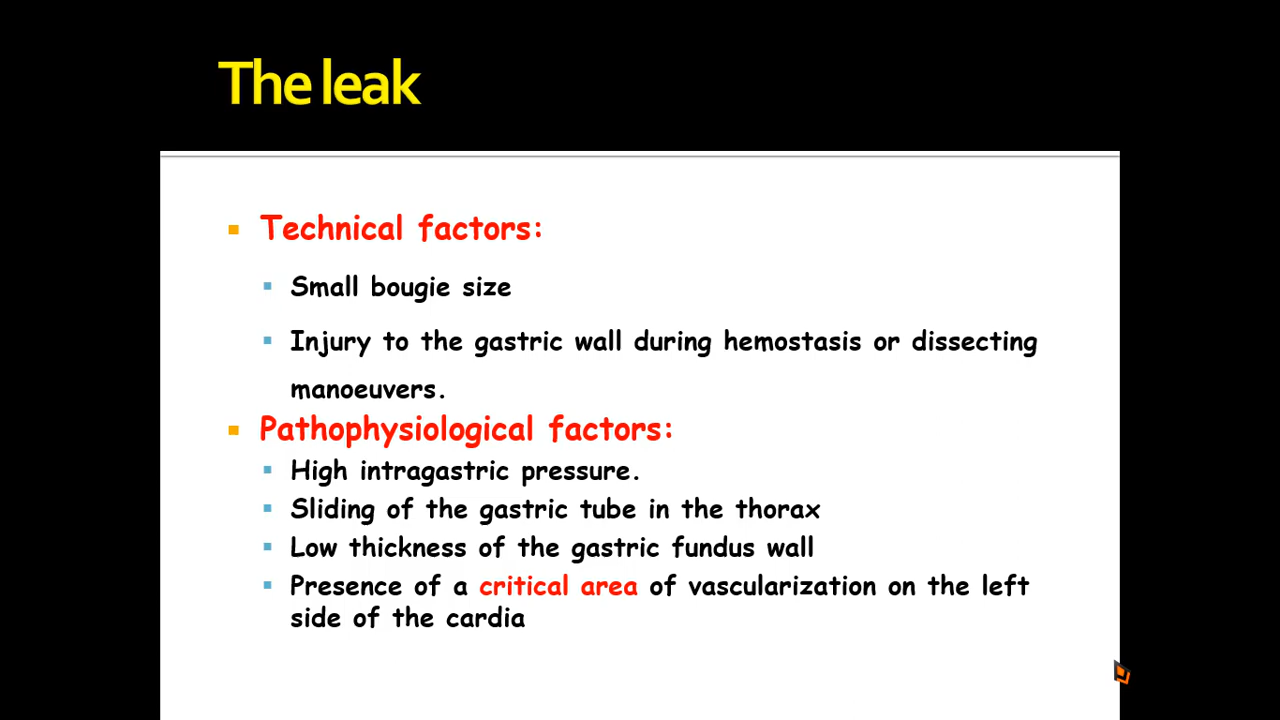 The leak
Technical factors:
Small bougie size
Injury to the gastric wall during hemostasis or dissecting
manoeuvers.
Pathophysiological factors:
High intragastric pressure.
Sliding of the gastric tube in the thorax
Low thickness of the gastric fundus wall
Presence of a critical area of vascularization on the left
side of the cardia